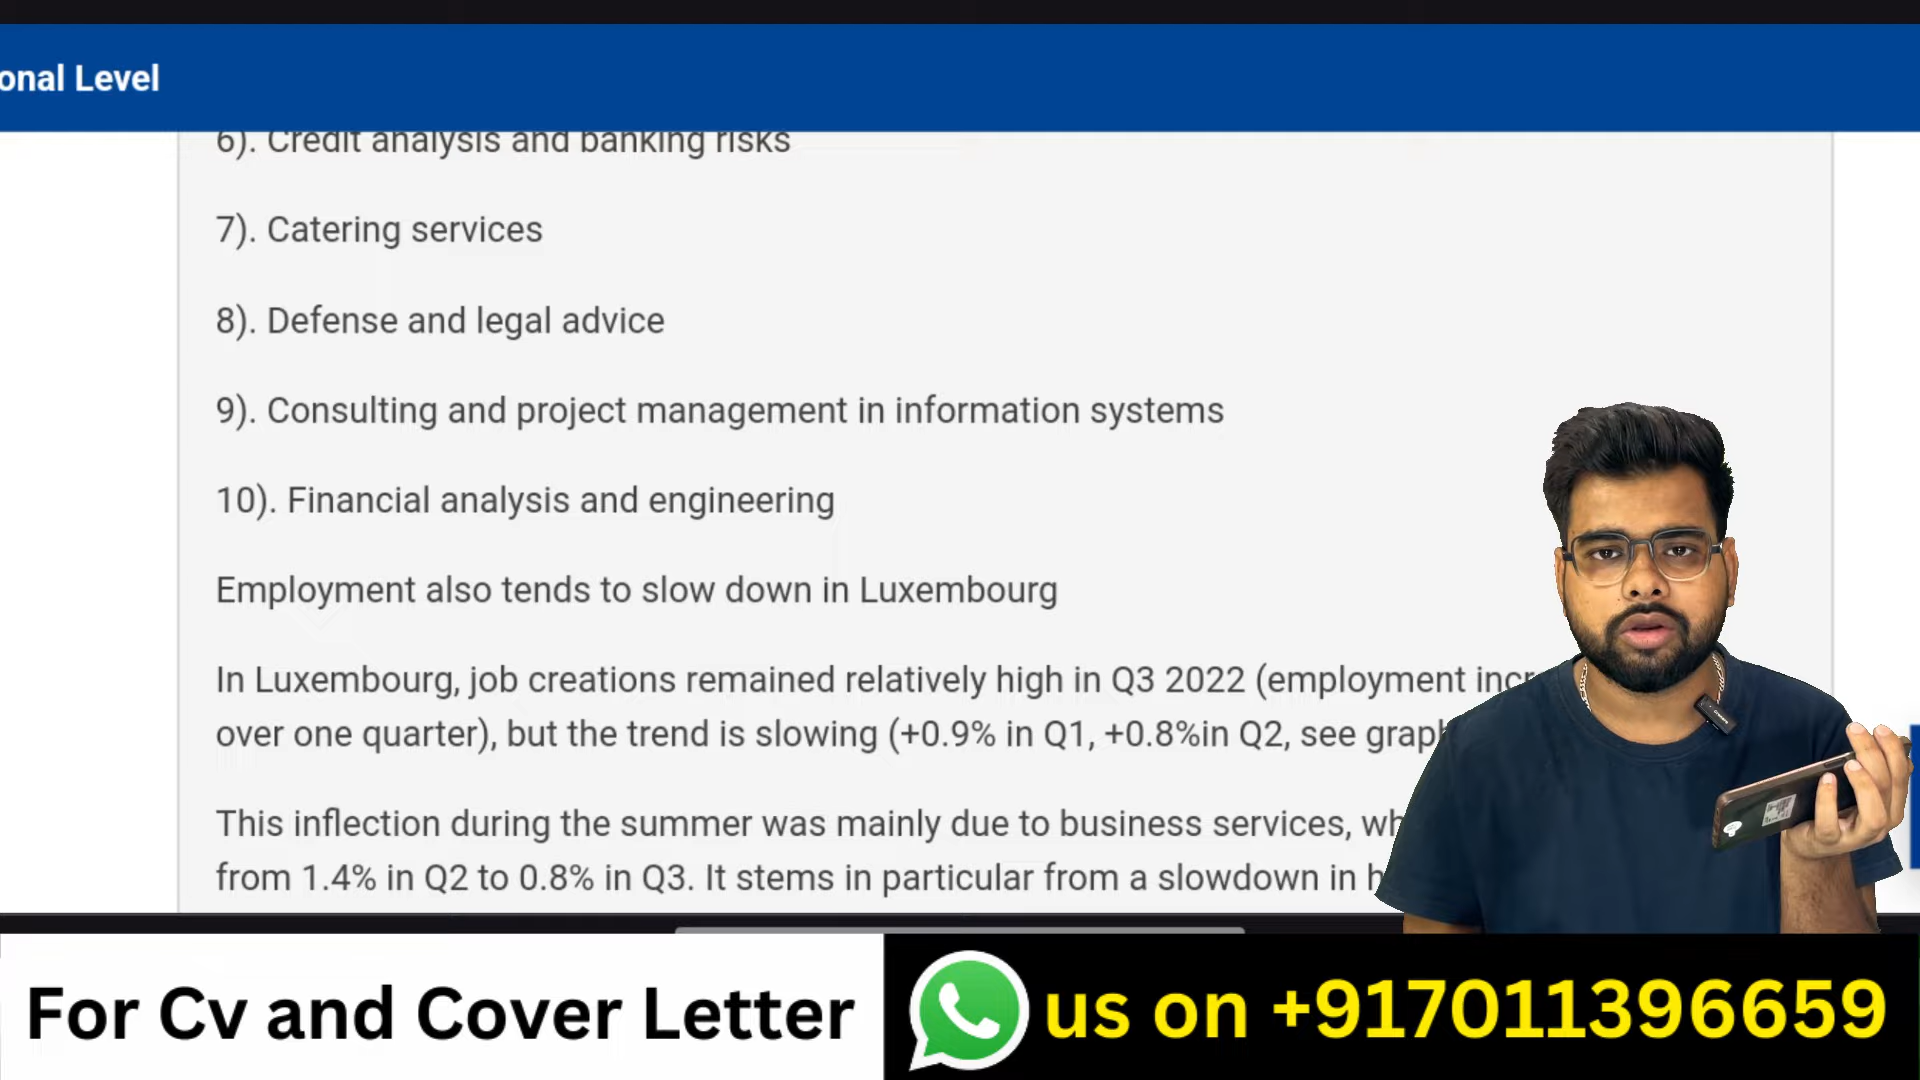 onal Level
6). Credit analysis and banking risks
7). Catering services
8). Defense and legal advice
9). Consulting and project management in information systems
10). Financial analysis and engineering
Employment also tends to slow down in Luxembourg
In Luxembourg, job creations remained relatively high in Q3 2022 (employment incr
over one quarter), but the trend is slowing (+0.9% in Q1, +0.8%in Q2, see graph
This inflection during the summer was mainly due to business services, wh
from 1.4% in Q2 to 0.8% in Q3. It stems in particular from a slowdown in h
For Cv and Cover Letter us on +917011396659